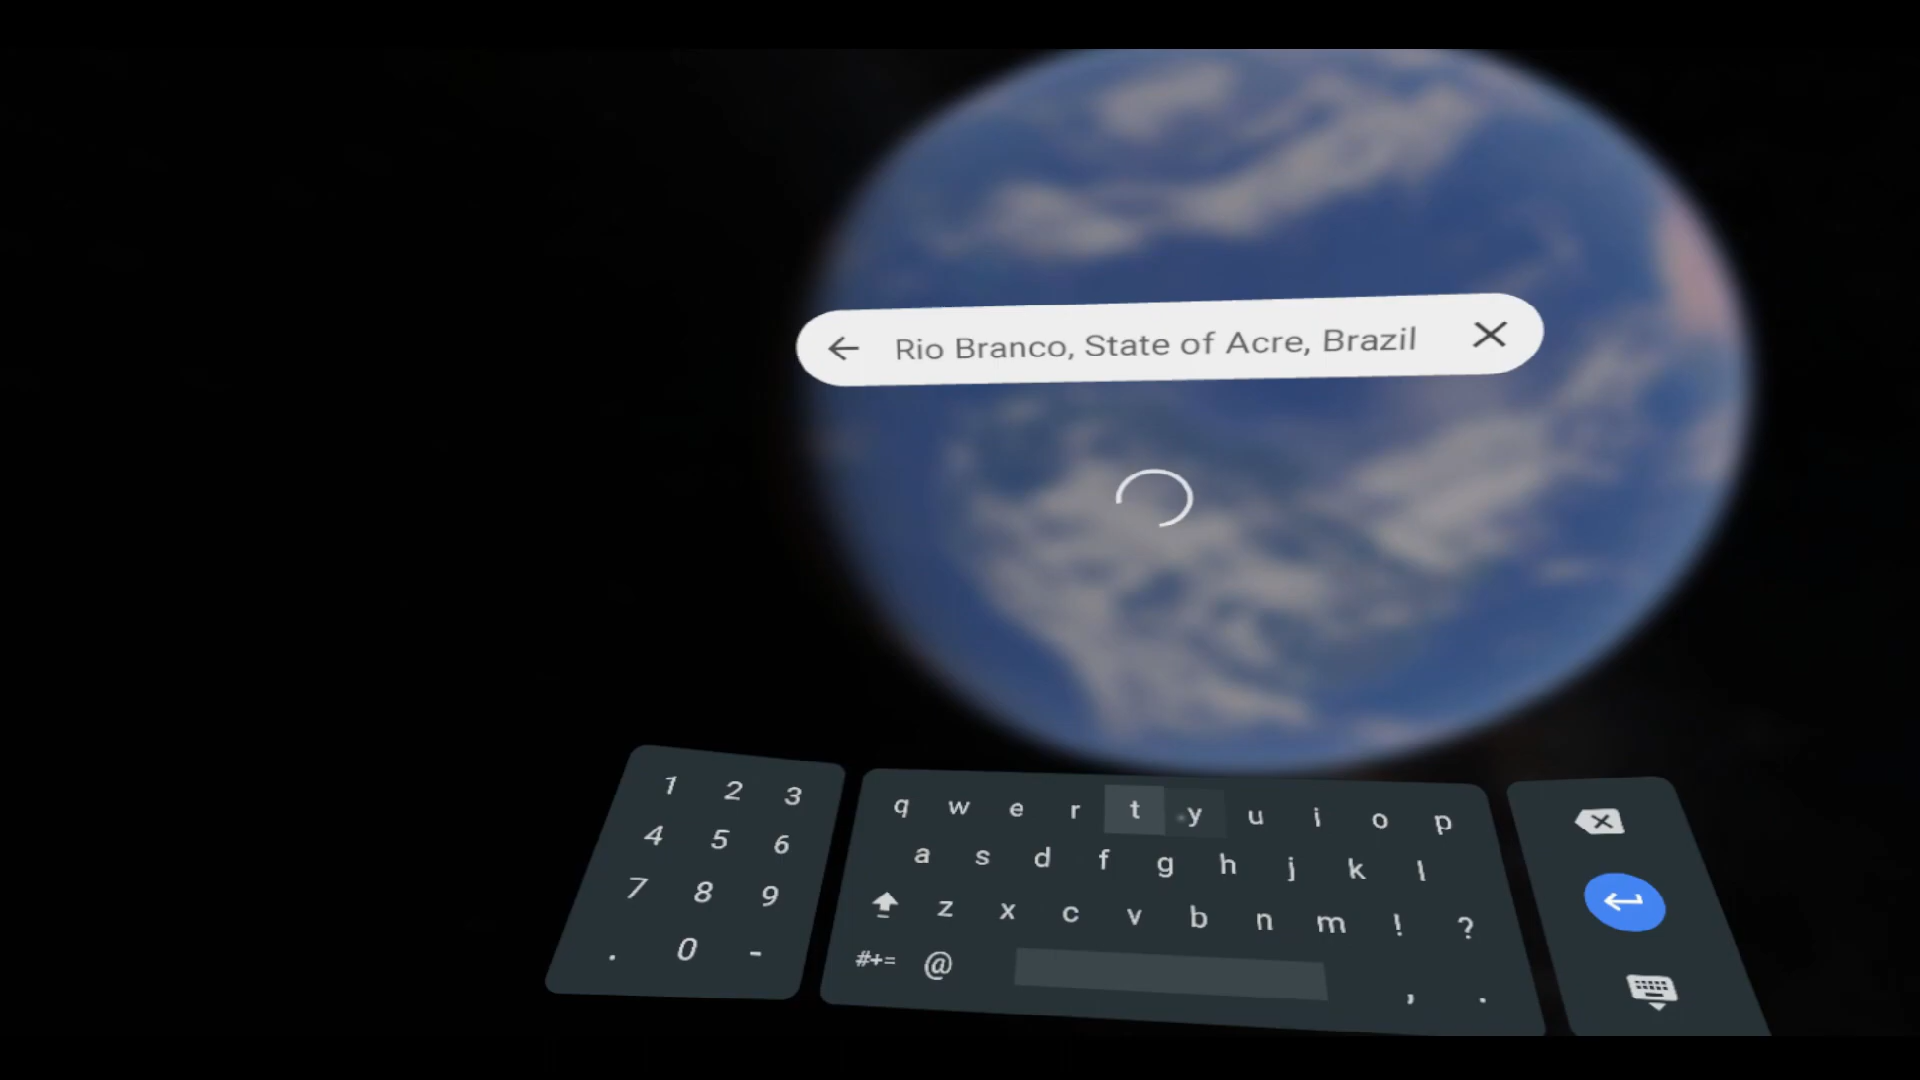 Rio Branco, State of Acre, Brazil
1 2 3
q w e r t y u i o p
4 5 6
a s d f g h j k l
7 8 9
z x c v b n m ! ?
. 0 -
#+= @ , .